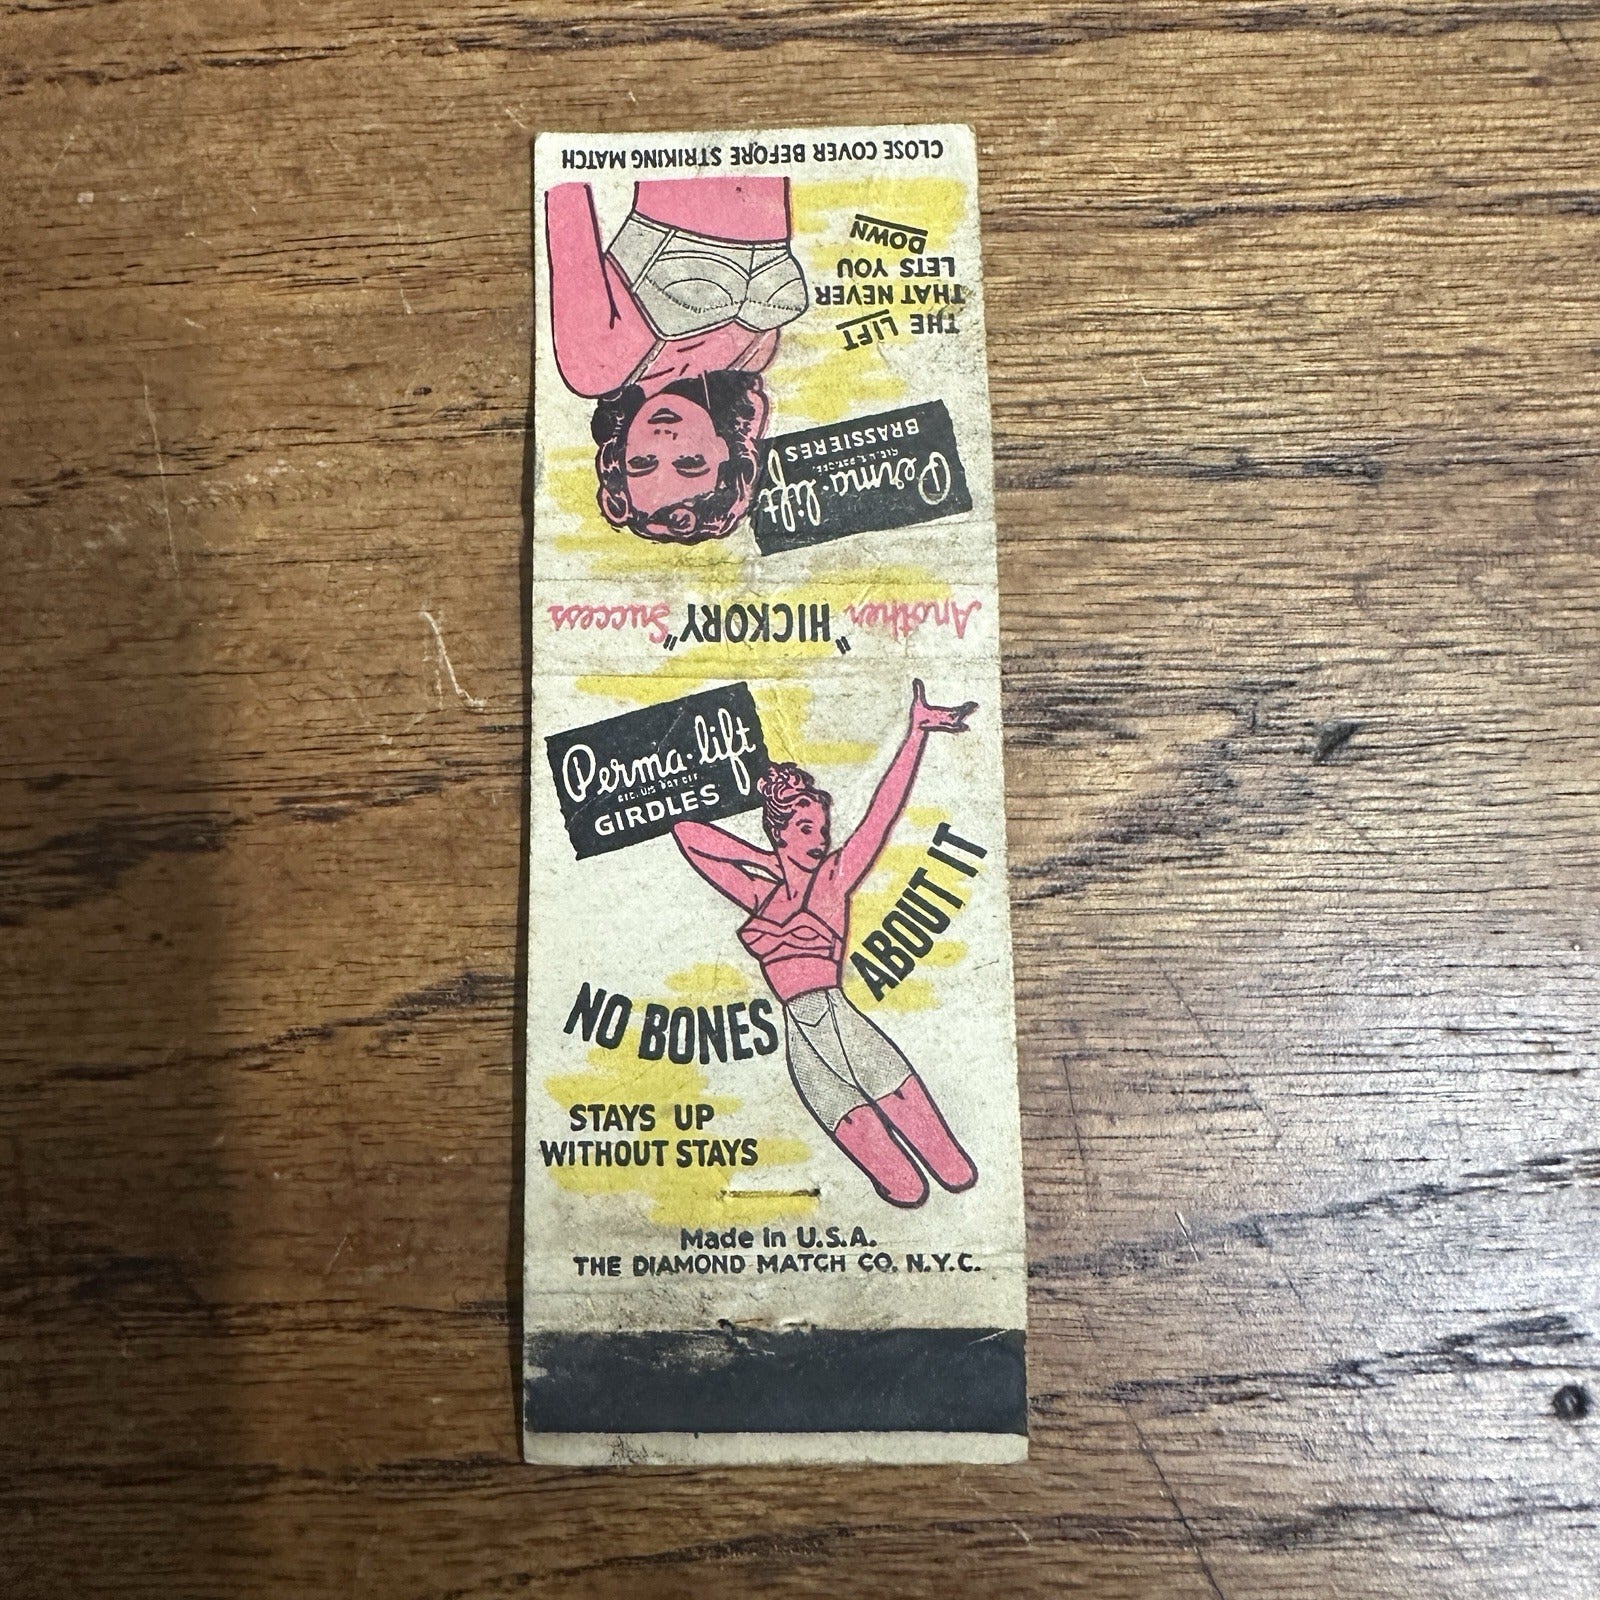 CLOSE COVER BEFORE STRIKING MATCH
THE LIFT
THAT NEVER
LETS YOU
DOWN
Perma·lift
BRASSIERES
Another "HICKORY" Success
Perma·lift
GIRDLES
NO BONES
ABOUT IT
STAYS UP
WITHOUT STAYS
Made in U.S.A.
THE DIAMOND MATCH CO. N.Y.C.